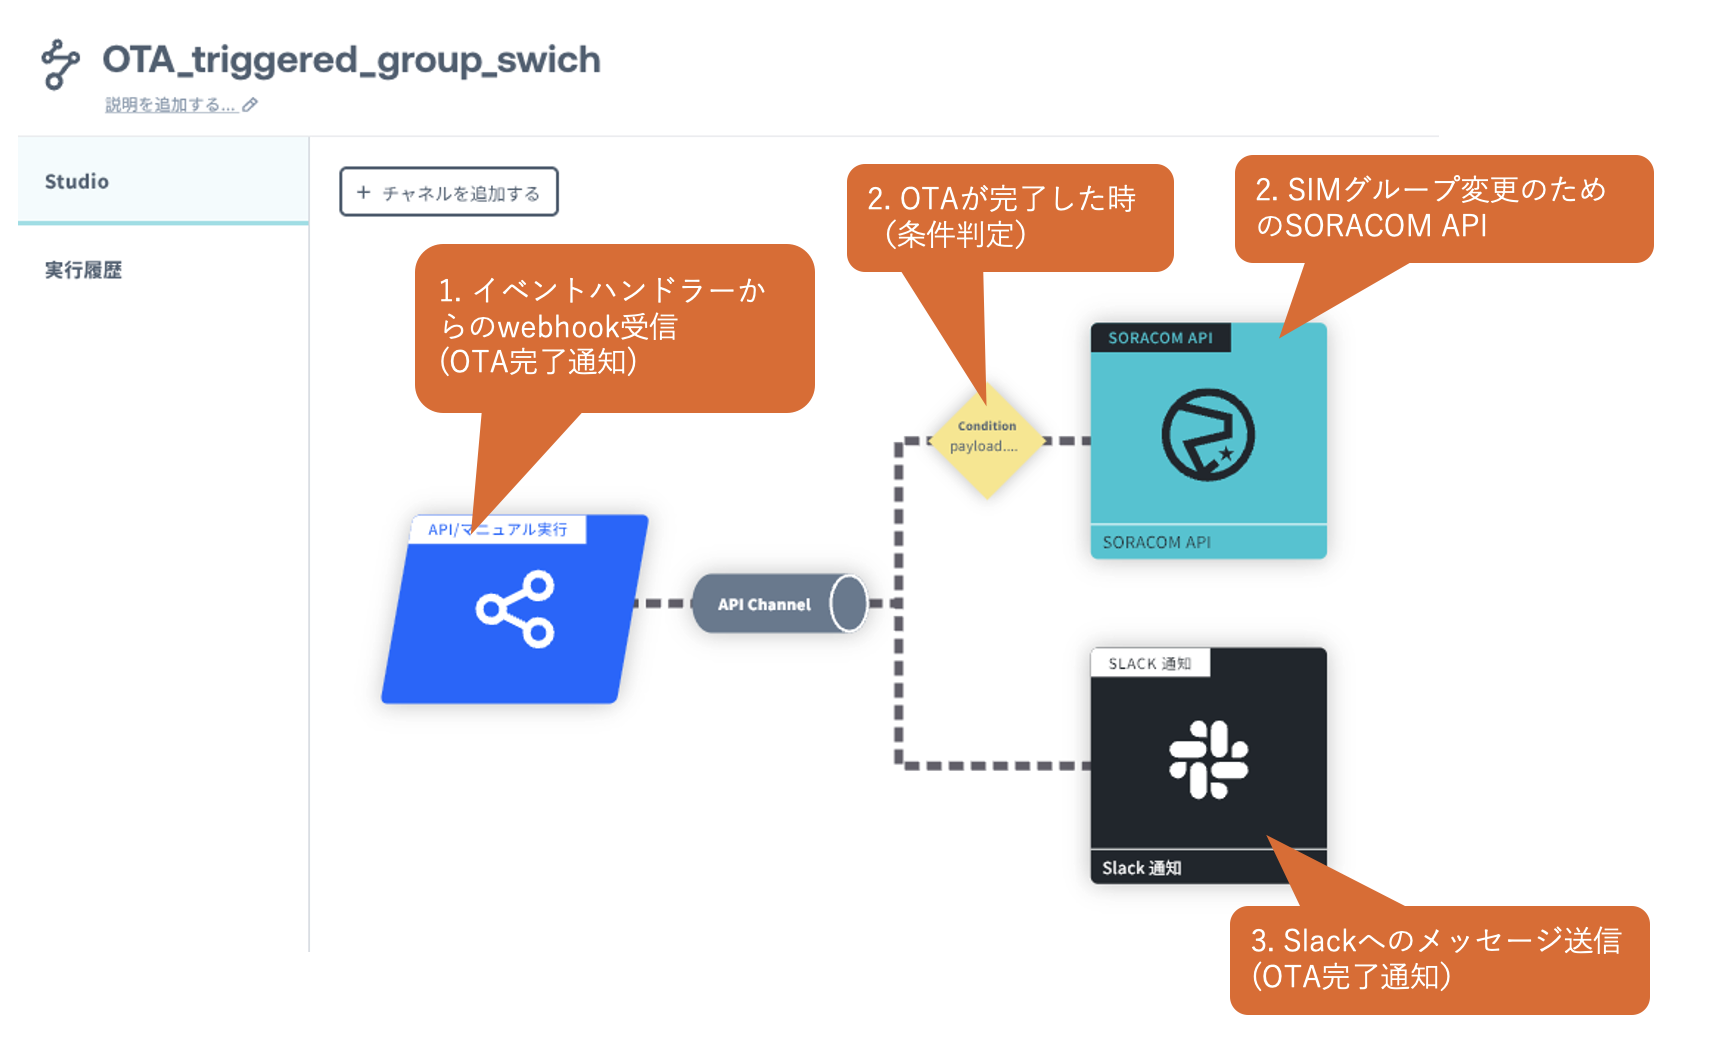 OTA_triggered_group_swich
説明を追加する...
Studio
実行履歴
+ チャネルを追加する
1. イベントハンドラーか
らのwebhook受信
(OTA完了通知)
2. OTAが完了した時
（条件判定）
2. SIMグループ変更のため
のSORACOM API
API/マニュアル実行
API Channel
Condition
payload....
SORACOM API
SORACOM API
SLACK 通知
Slack 通知
3. Slackへのメッセージ送信
(OTA完了通知)